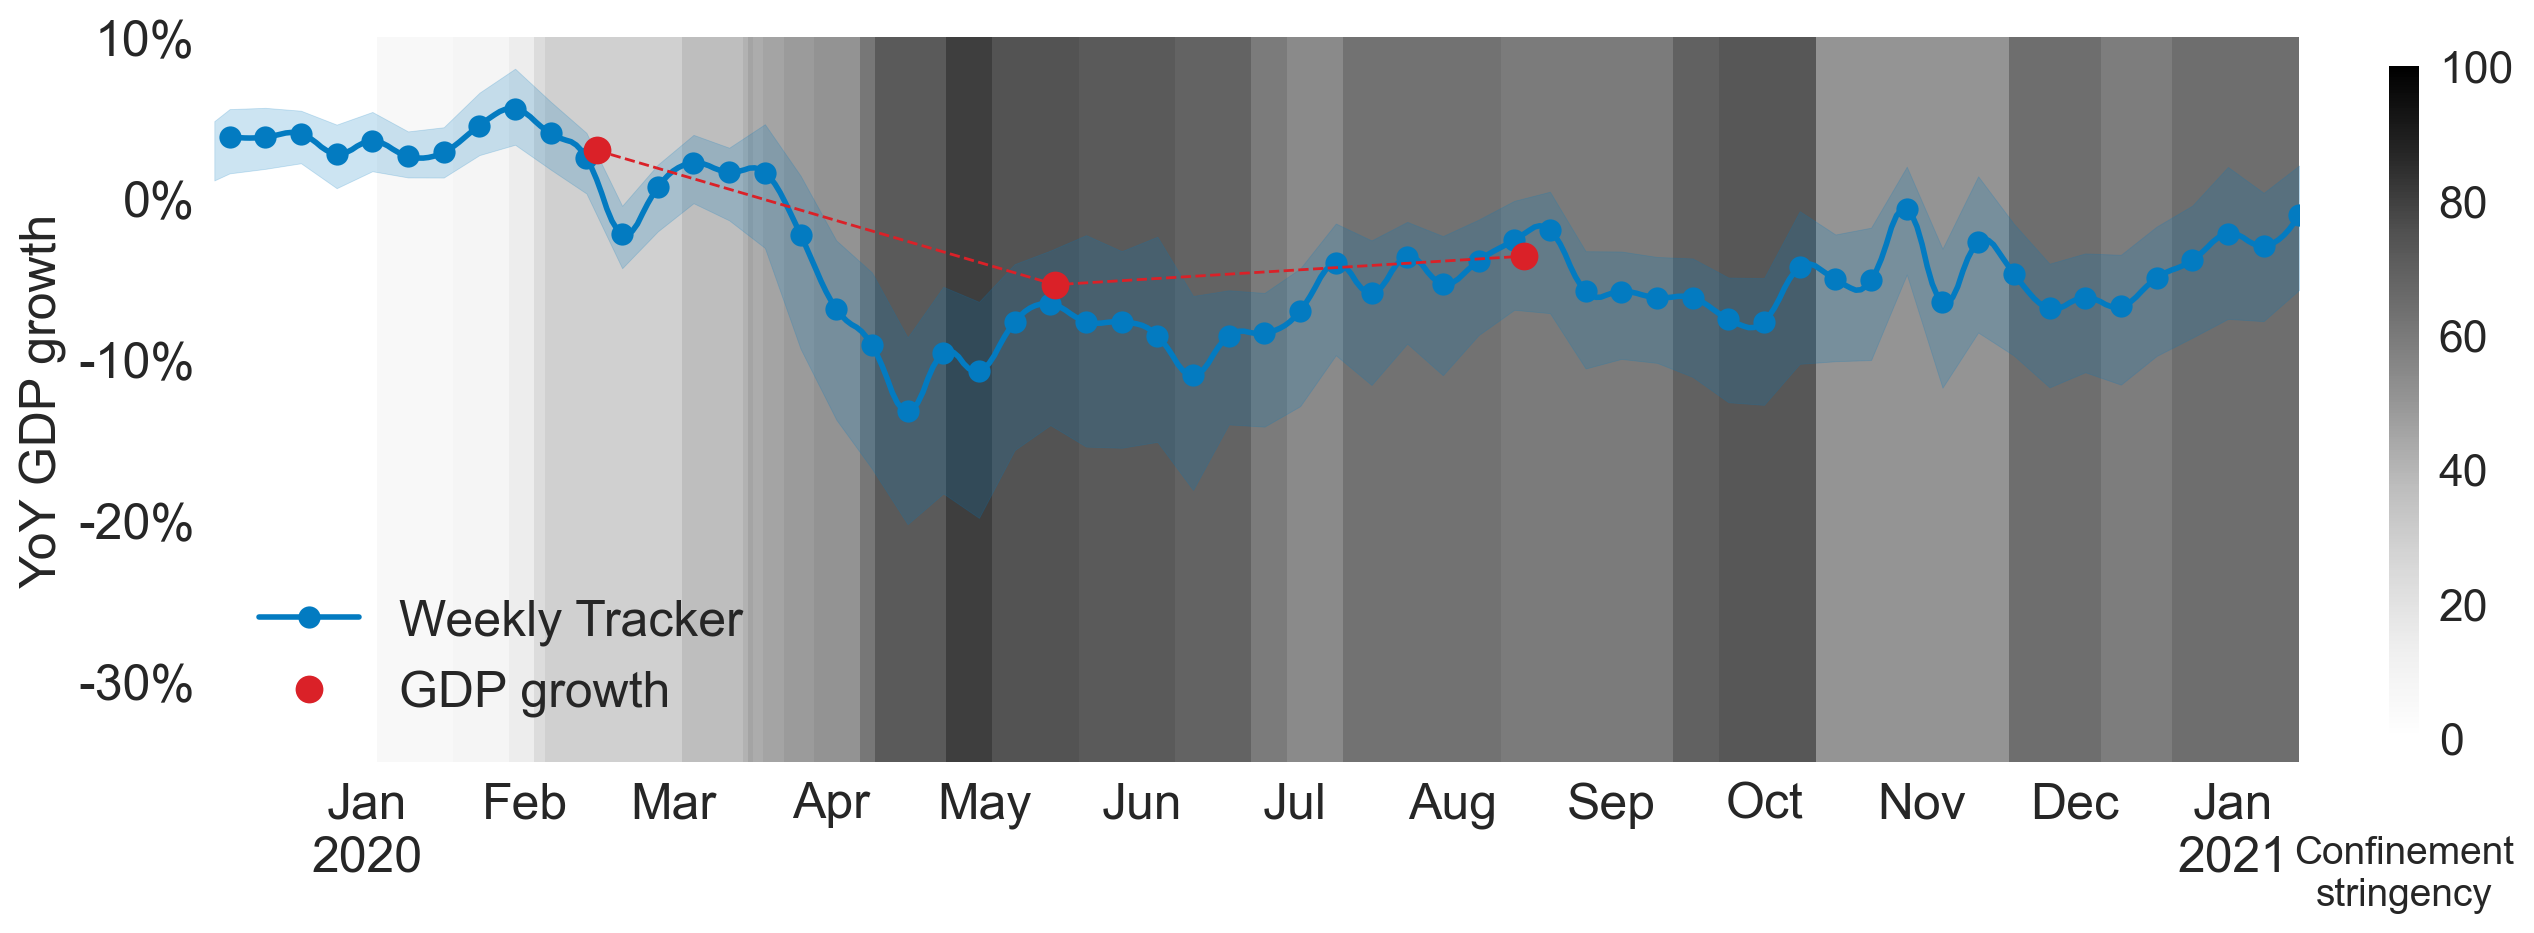 10%
0%
-10%
-20%
-30%
YoY GDP growth
Weekly Tracker
GDP growth
Jan Feb Mar Apr May Jun Jul Aug Sep Oct Nov Dec Jan
2020 2021
100
80
60
40
20
0
Confinement
stringency